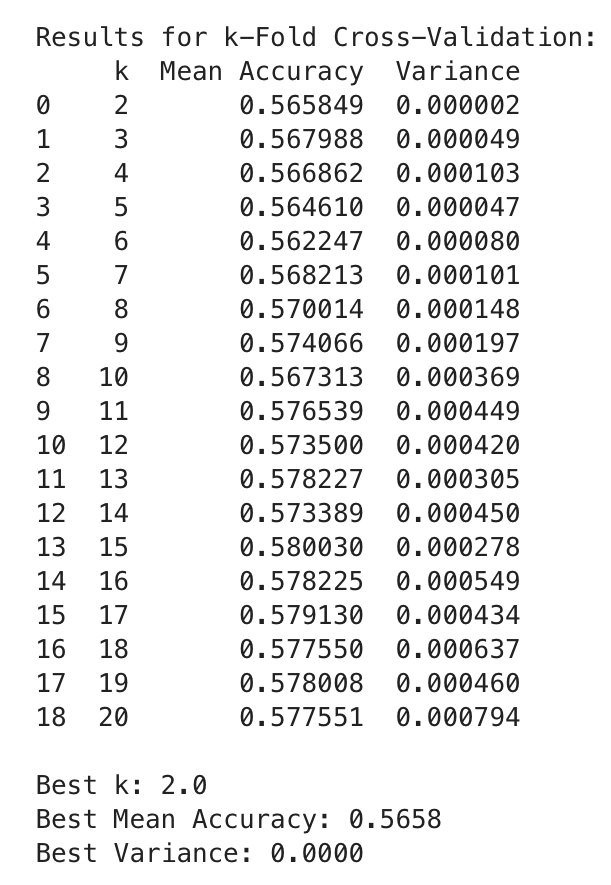 Results for k-Fold Cross-Validation:
     k  Mean Accuracy  Variance
0    2       0.565849  0.000002
1    3       0.567988  0.000049
2    4       0.566862  0.000103
3    5       0.564610  0.000047
4    6       0.562247  0.000080
5    7       0.568213  0.000101
6    8       0.570014  0.000148
7    9       0.574066  0.000197
8   10       0.567313  0.000369
9   11       0.576539  0.000449
10  12       0.573500  0.000420
11  13       0.578227  0.000305
12  14       0.573389  0.000450
13  15       0.580030  0.000278
14  16       0.578225  0.000549
15  17       0.579130  0.000434
16  18       0.577550  0.000637
17  19       0.578008  0.000460
18  20       0.577551  0.000794

Best k: 2.0
Best Mean Accuracy: 0.5658
Best Variance: 0.0000